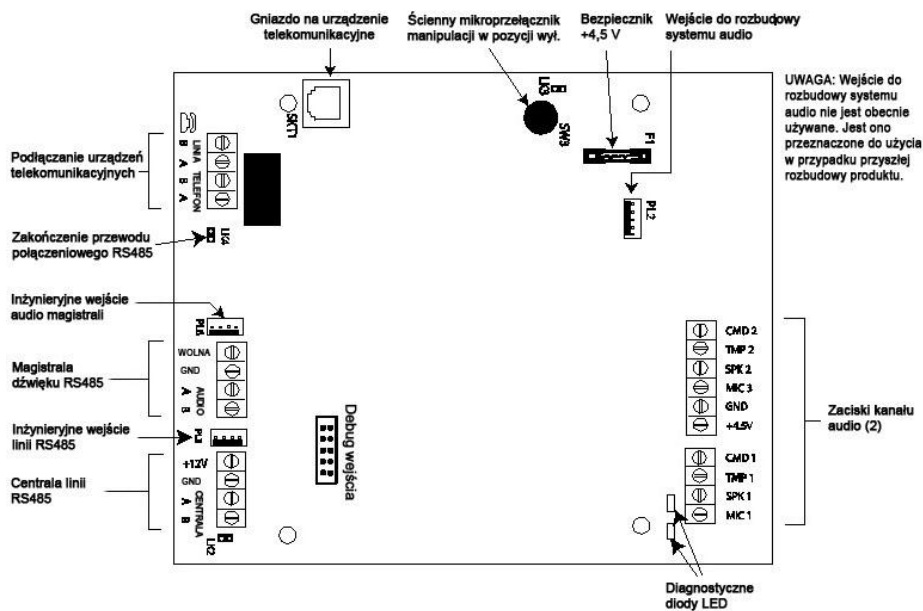 Gniazdo na urządzenie
telekomunikacyjne
Ścienny mikroprzełącznik
manipulacji w pozycji wył.
Bezpiecznik
+4,5 V
Wejście do rozbudowy
systemu audio
UWAGA: Wejście do
rozbudowy systemu
audio nie jest obecnie
używane. Jest ono
przeznaczone do użycia
w przypadku przyszłej
rozbudowy produktu.
SKT1
LK3
SW3
F1
PL2
Podłączanie urządzeń
telekomunikacyjnych
B
A
B
A
LINIA
TELEFON
Zakończenie przewodu
połączeniowego RS485
LK4
Inżynieryjne wejście
audio magistrali
Magistrala
dźwięku RS485
WOLNA
GND
A
B
AUDIO
Inżynieryjne wejście
linii RS485
Centrala linii
RS485
+12V
GND
A
B
CENTRALA
LK2
Debug wejścia
CMD 2
TMP 2
SPK 2
MIC 3
GND
+4.5V
CMD 1
TMP 1
SPK 1
MIC 1
Zaciski kanału
audio (2)
Diagnostyczne
diody LED